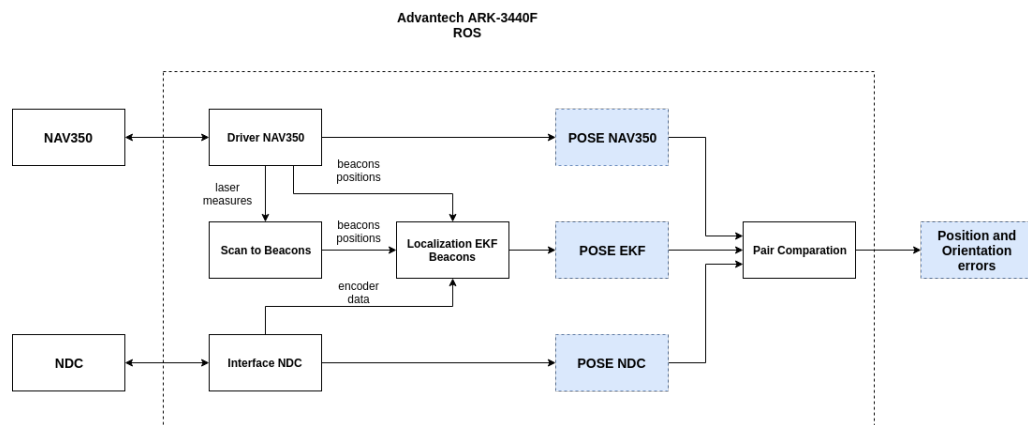 Advantech ARK-3440F
ROS
NAV350
Driver NAV350
POSE NAV350
beacons
positions
laser
measures
beacons
positions
Scan to Beacons
Localization EKF
Beacons
POSE EKF
Pair Comparation
Position and
Orientation
errors
encoder
data
NDC
Interface NDC
POSE NDC